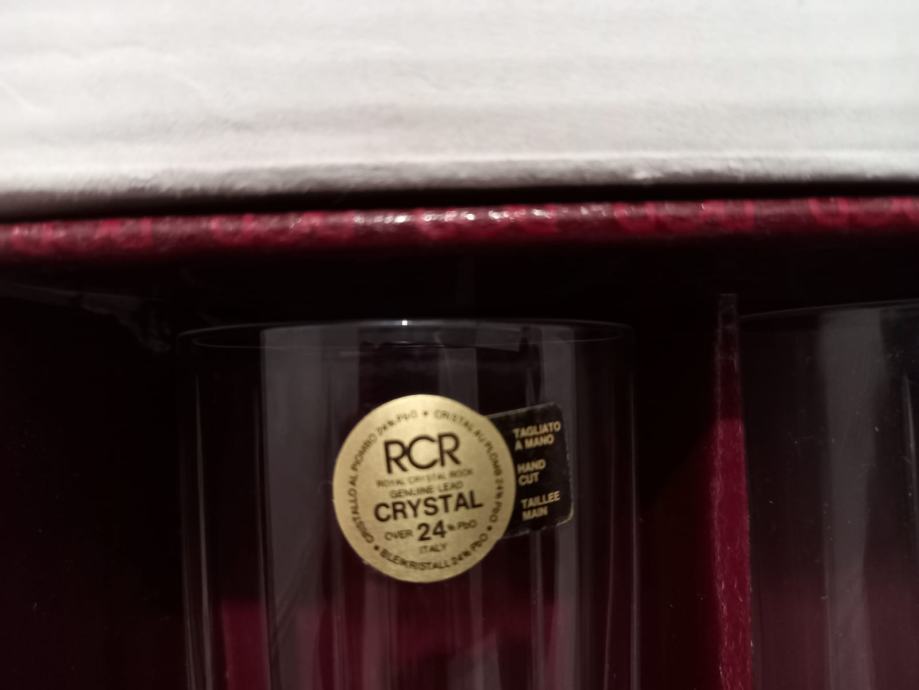 RCR
ROYAL CRYSTAL ROCK
GENUINE LEAD
CRYSTAL
OVER 24% PbO
ITALY
CRISTALLO AL PIOMBO 24% PbO • CRISTAL AU PLOMB 24% PbO • BLEIKRISTALL 24% PbO •
TAGLIATO
A MANO
HAND
CUT
TAILLEE
MAIN